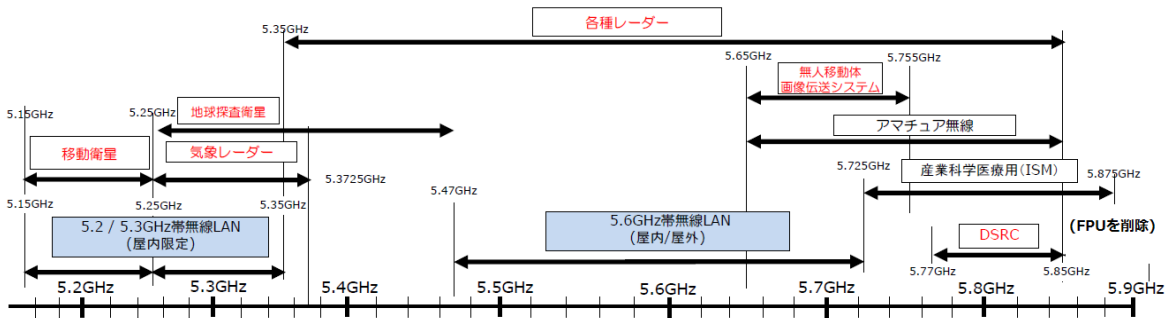 各種レーダー
5.35GHz
5.65GHz
5.755GHz
無人移動体
画像伝送システム
5.15GHz
5.25GHz
地球探査衛星
アマチュア無線
移動衛星
気象レーダー
5.3725GHz
5.725GHz
産業科学医療用(ISM)
5.875GHz
5.47GHz
5.15GHz
5.25GHz
5.35GHz
5.2 / 5.3GHz帯無線LAN
(屋内限定)
5.6GHz帯無線LAN
(屋内/屋外)
(FPUを削除)
DSRC
5.77GHz
5.85GHz
5.2GHz
5.3GHz
5.4GHz
5.5GHz
5.6GHz
5.7GHz
5.8GHz
5.9GHz